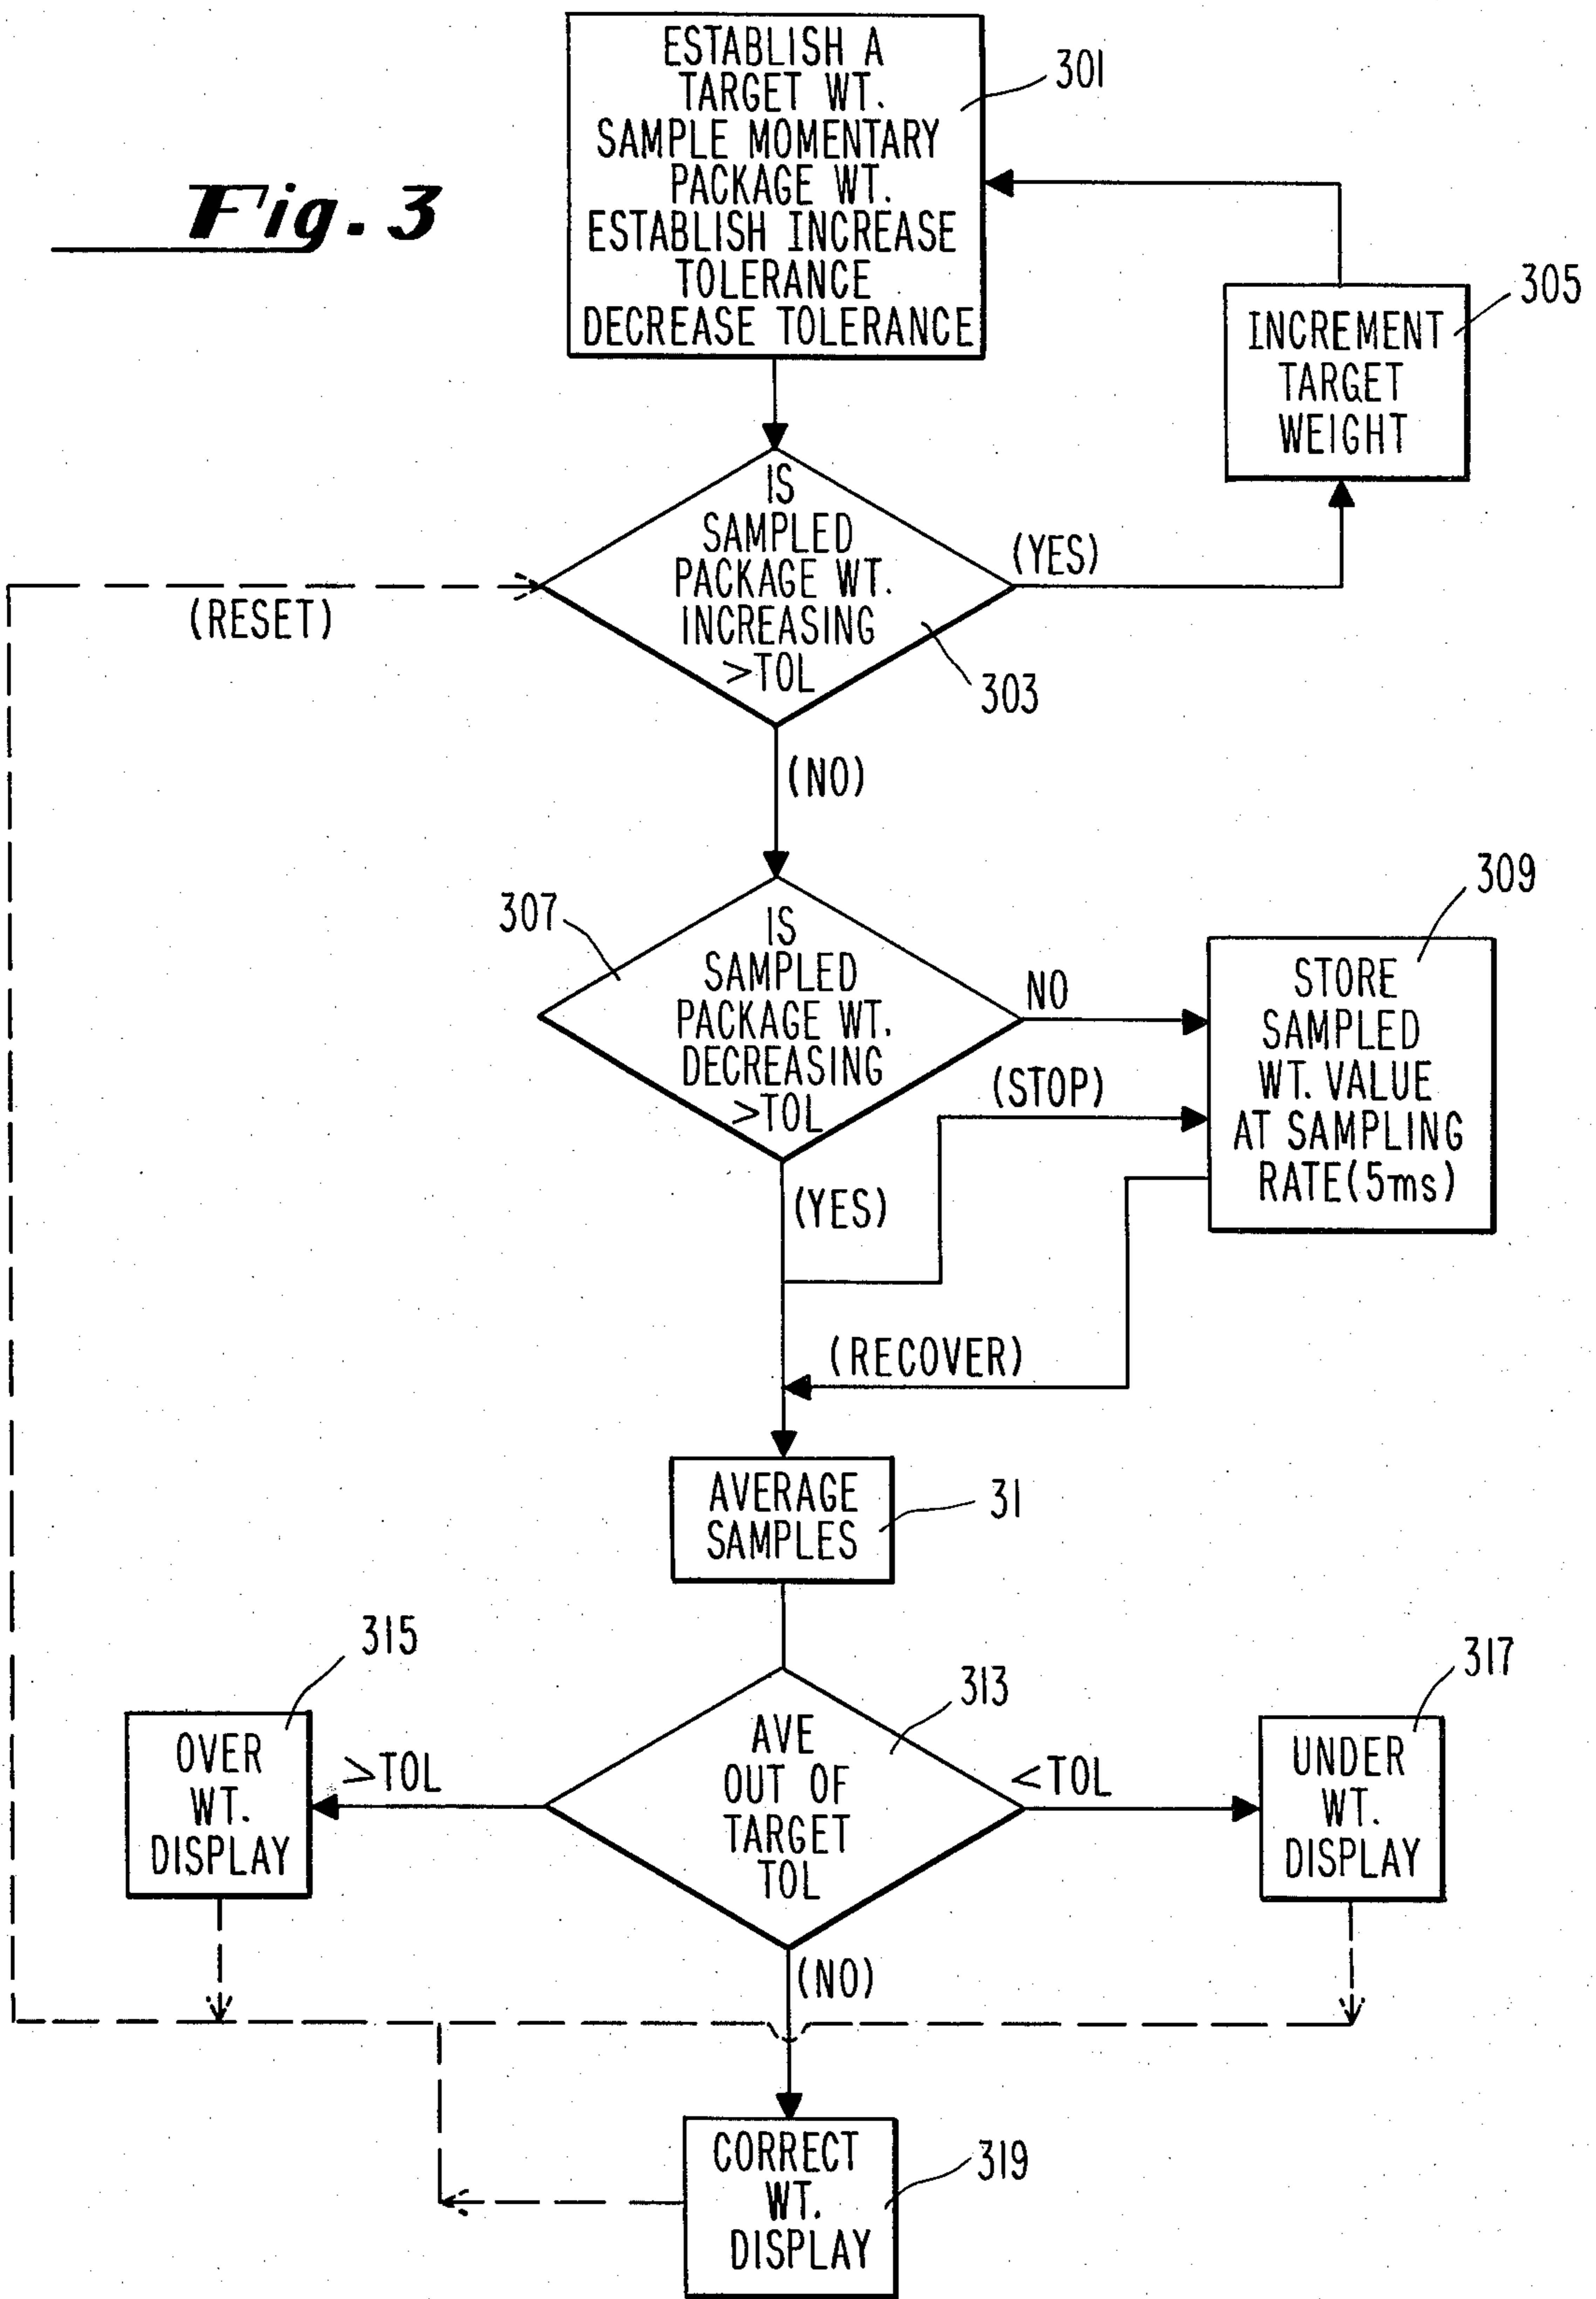 Fig. 3
ESTABLISH A
TARGET WT.
SAMPLE MOMENTARY
PACKAGE WT.
ESTABLISH INCREASE
TOLERANCE
DECREASE TOLERANCE
301
INCREMENT
TARGET
WEIGHT
305
IS
SAMPLED
PACKAGE WT.
INCREASING
>TOL
303
(YES)
(RESET)
(NO)
307
IS
SAMPLED
PACKAGE WT.
DECREASING
>TOL
NO
(STOP)
(YES)
309
STORE
SAMPLED
WT. VALUE
AT SAMPLING
RATE(5ms)
(RECOVER)
AVERAGE
SAMPLES
31
315
OVER
WT.
DISPLAY
>TOL
313
AVE
OUT OF
TARGET
TOL
<TOL
317
UNDER
WT.
DISPLAY
(NO)
CORRECT
WT.
DISPLAY
319